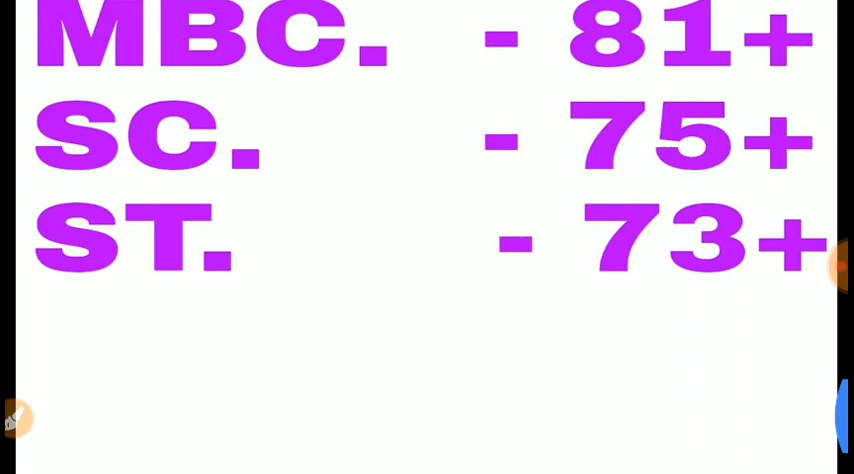 MBC. - 81+
SC. - 75+
ST. - 73+